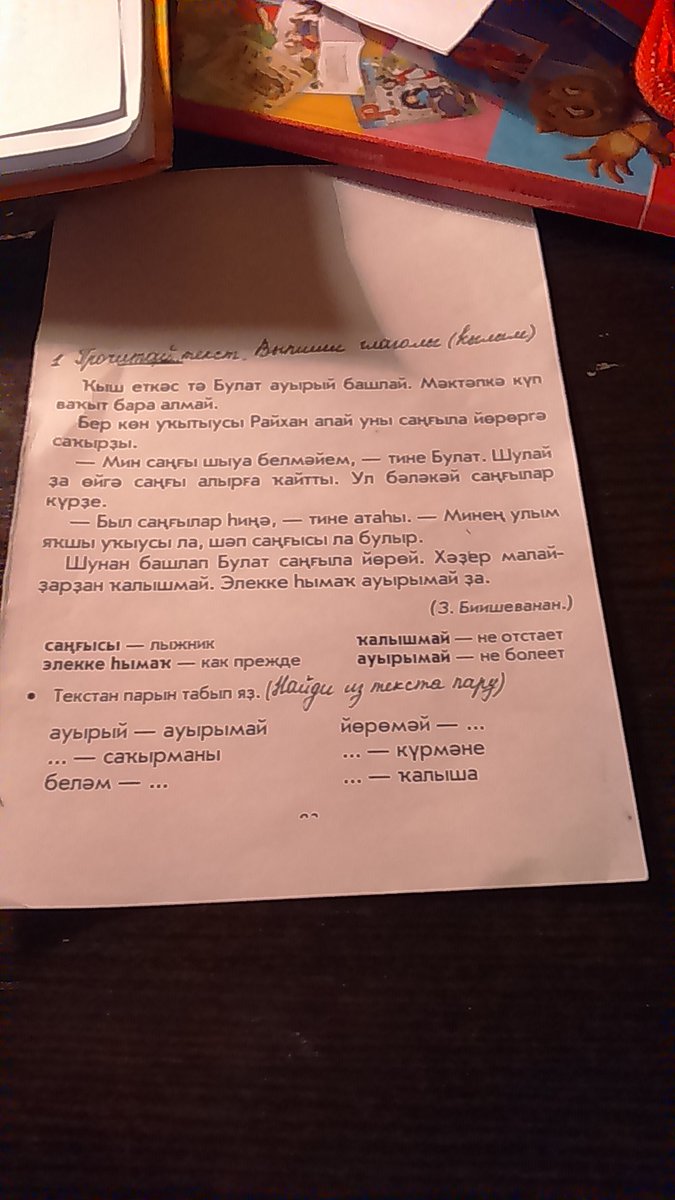 1 Прочитай текст. Выпиши глаголы (ҡылым)
Ҡыш еткәс тә Булат ауырый башлай. Мәктәпкә күп
ваҡыт бара алмай.
Бер көн уҡытыусы Райхан апай уны саңғыла йөрөргә
саҡырҙы.
— Мин саңғы шыуа белмәйем, — тине Булат. Шулай
ҙа өйгә саңғы алырға ҡайтты. Ул бәләкәй саңғылар
күрҙе.
— Был саңғылар һиңә, — тине атаһы. — Минең улым
яҡшы уҡыусы ла, шәп саңғысы ла булыр.
Шунан башлап Булат саңғыла йөрөй. Хәҙер малай-
ҙарҙан ҡалышмай. Элекке һымаҡ ауырымай ҙа.
(З. Биишеванан.)
саңғысы — лыжник
ҡалышмай — не отстает
элекке һымаҡ — как прежде
ауырымай — не болеет
• Текстан парын табып яҙ. (Найди из текста пару)
ауырый — ауырымай
йөрөмәй — ...
... — саҡырманы
... — күрмәне
беләм — ...
... — ҡалыша